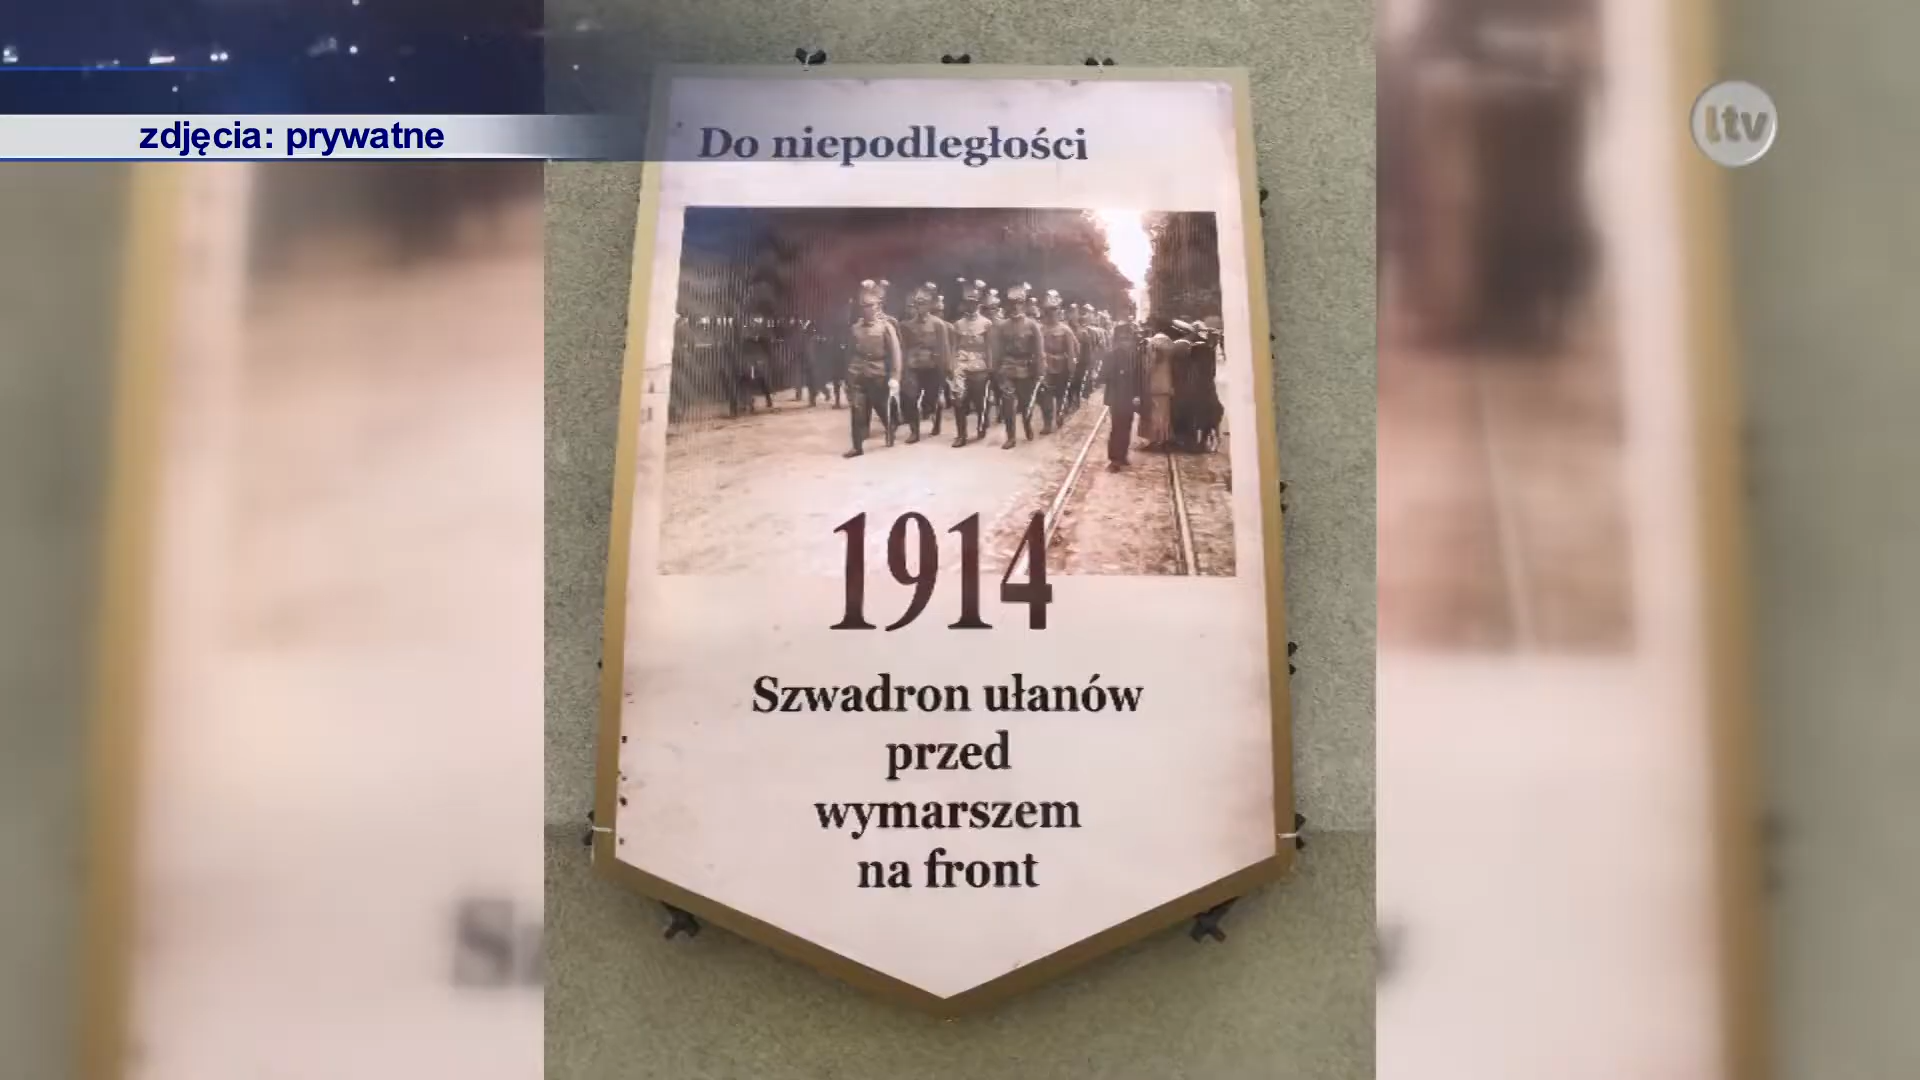 zdjęcia: prywatne
ltv
Do niepodległości
1914
Szwadron ułanów
przed
wymarszem
na front